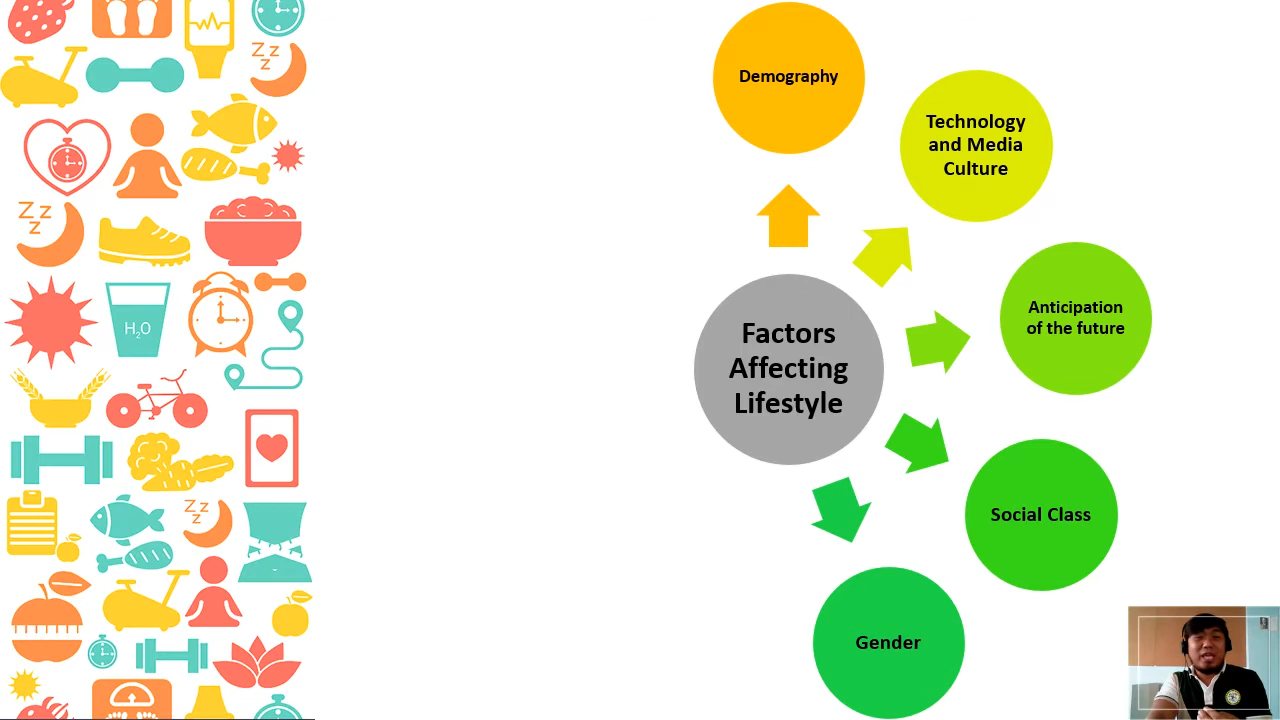 Z z
z
Z z
z
H2O
Z z
z
Demography
Technology
and Media
Culture
Anticipation
of the future
Factors
Affecting
Lifestyle
Social Class
Gender